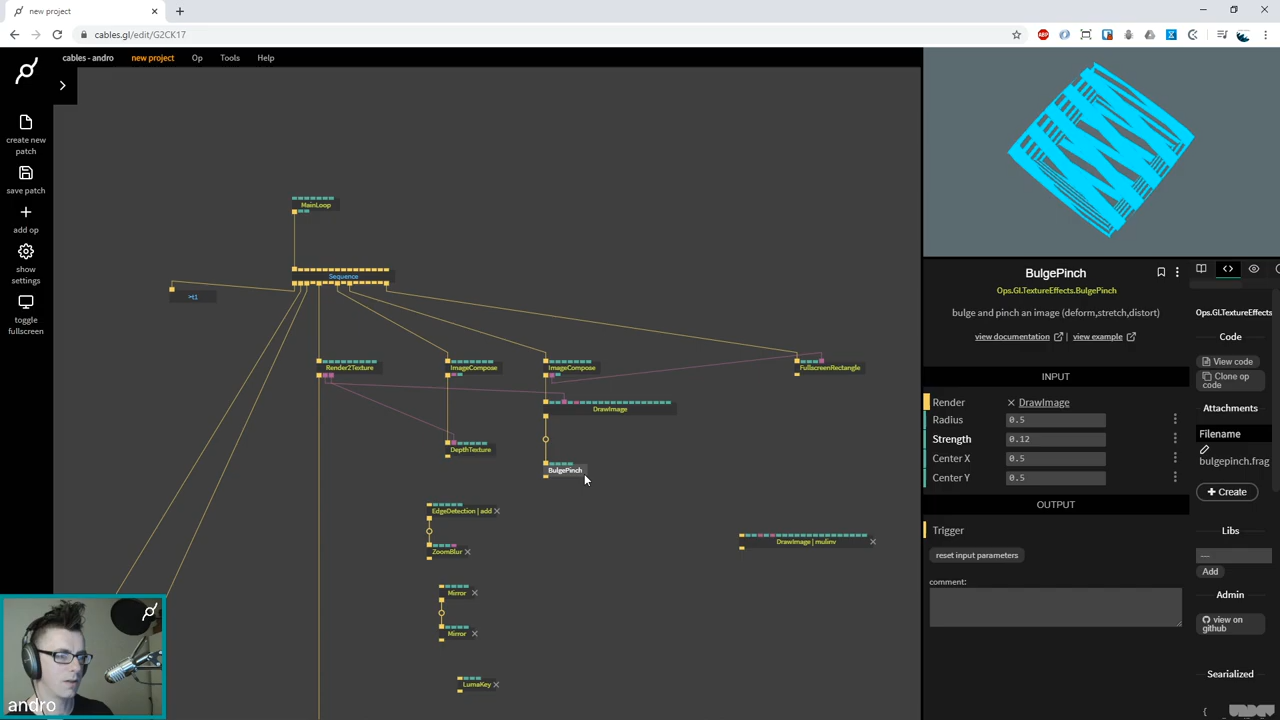 new project
cables.gl/edit/G2CK17
cables - andro
new project
Op
Tools
Help
create new
patch
save patch
add op
show
settings
toggle
fullscreen
MainLoop
Sequence
Render2Texture
ImageCompose
ImageCompose
FullscreenRectangle
DrawImage
DepthTexture
BulgePinch
EdgeDetection | add
ZoomBlur
DrawImage | mulinv
Mirror
Mirror
LumaKey
andro
BulgePinch
Ops.Gl.TextureEffects.BulgePinch
bulge and pinch an image (deform,stretch,distort)
view documentation
view example
INPUT
Render
DrawImage
Radius
0.5
Strength
0.12
Center X
0.5
Center Y
0.5
OUTPUT
Trigger
reset input parameters
comment:
Ops.Gl.TextureEffects
Code
View code
Clone op
code
Attachments
Filename
bulgepinch.frag
+ Create
Libs
---
Add
Admin
view on
github
Searialized
{